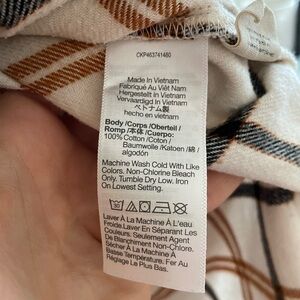 CKP463741480
Made In Vietnam
Fabriqué Au Viêt Nam
Hergestellt in Vietnam
Vervaardigd In Vietnam
ベトナム製
Hecho en Vietnam
Body /Corps /Oberteil /
Romp /本体 /Cuerpo:
100% Cotton /Coton /
Baumwolle /Katoen /綿 /
algodón
Machine Wash Cold With Like
Colors. Non-Chlorine Bleach
Only. Tumble Dry Low. Iron
On Lowest Setting.
Laver À La Machine À L'eau
Froide. Laver En Séparant Les
Couleurs. Seulement Agent
De Blanchiment Non-Chloré.
Sécher À La Machine À
Basse Température. Fer Au
Réglage Le Plus Bas.